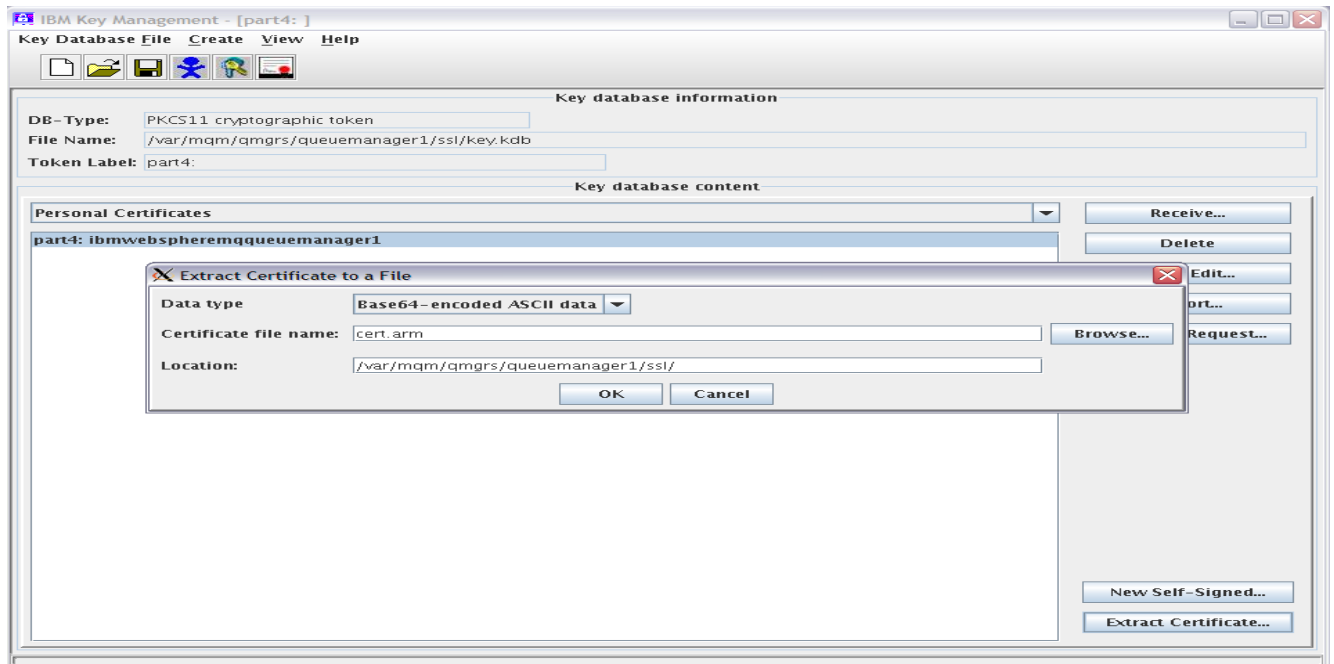 IBM Key Management - [part4: ]
Key Database File Create View Help
Key database information
DB-Type: PKCS11 cryptographic token
File Name: /var/mqm/qmgrs/queuemanager1/ssl/key.kdb
Token Label: part4:
Key database content
Personal Certificates
Receive...
part4: ibmwebspheremqqueuemanager1
Delete
Extract Certificate to a File
Edit...
Data type Base64-encoded ASCII data
ort...
Certificate file name: cert.arm Browse...
Request...
Location: /var/mqm/qmgrs/queuemanager1/ssl/
OK Cancel
New Self-Signed...
Extract Certificate...